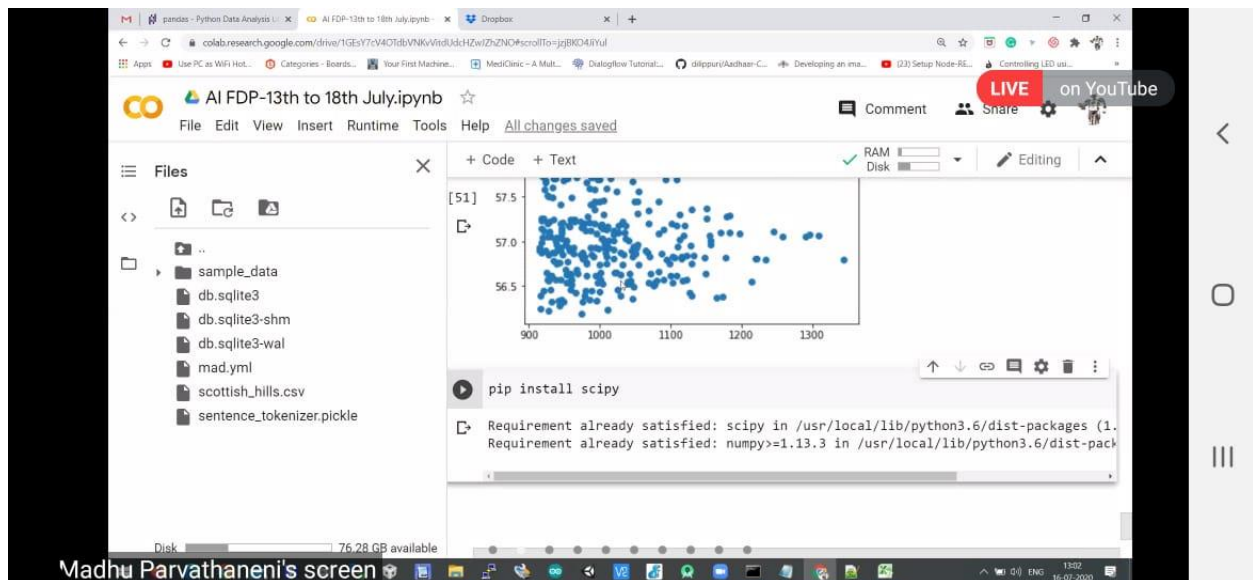 pandas - Python Data Analysis Li
AI FDP-13th to 18th July.ipynb -
Dropbox
colab.research.google.com/drive/1GEsY7cV4OTdbVNKvVitdUdcHZwJZhZNO#scrollTo=jzjBKO4JiYul
Apps
Use PC as WiFi Hot...
Categories - Boards...
Your First Machine...
MediClinic - A Mult...
Dialogflow Tutorial:...
dilippuri/Aadhaar-C...
Developing an ima...
(23) Setup Node-RE...
Controlling LED usi...
LIVE on YouTube
AI FDP-13th to 18th July.ipynb
Comment
Share
File Edit View Insert Runtime Tools Help All changes saved
Files
+ Code + Text
RAM
Disk
Editing
[51]
57.5
57.0
56.5
900 1000 1100 1200 1300
..
sample_data
db.sqlite3
db.sqlite3-shm
db.sqlite3-wal
mad.yml
scottish_hills.csv
sentence_tokenizer.pickle
pip install scipy
Requirement already satisfied: scipy in /usr/local/lib/python3.6/dist-packages (1.
Requirement already satisfied: numpy>=1.13.3 in /usr/local/lib/python3.6/dist-pack
Disk 76.28 GB available
Madhu Parvathaneni's screen
ENG
13:02
16-07-2020